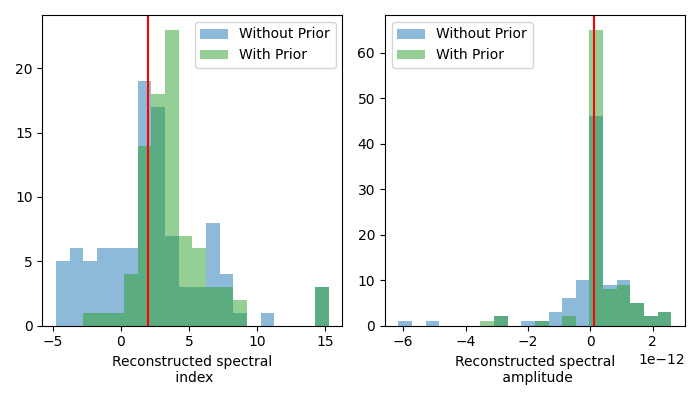 Without Prior
With Prior
20
15
10
5
0
−5
0
5
10
15
Reconstructed spectral
index
Without Prior
With Prior
60
50
40
30
20
10
0
−6
−4
−2
0
2
1e−12
Reconstructed spectral
amplitude